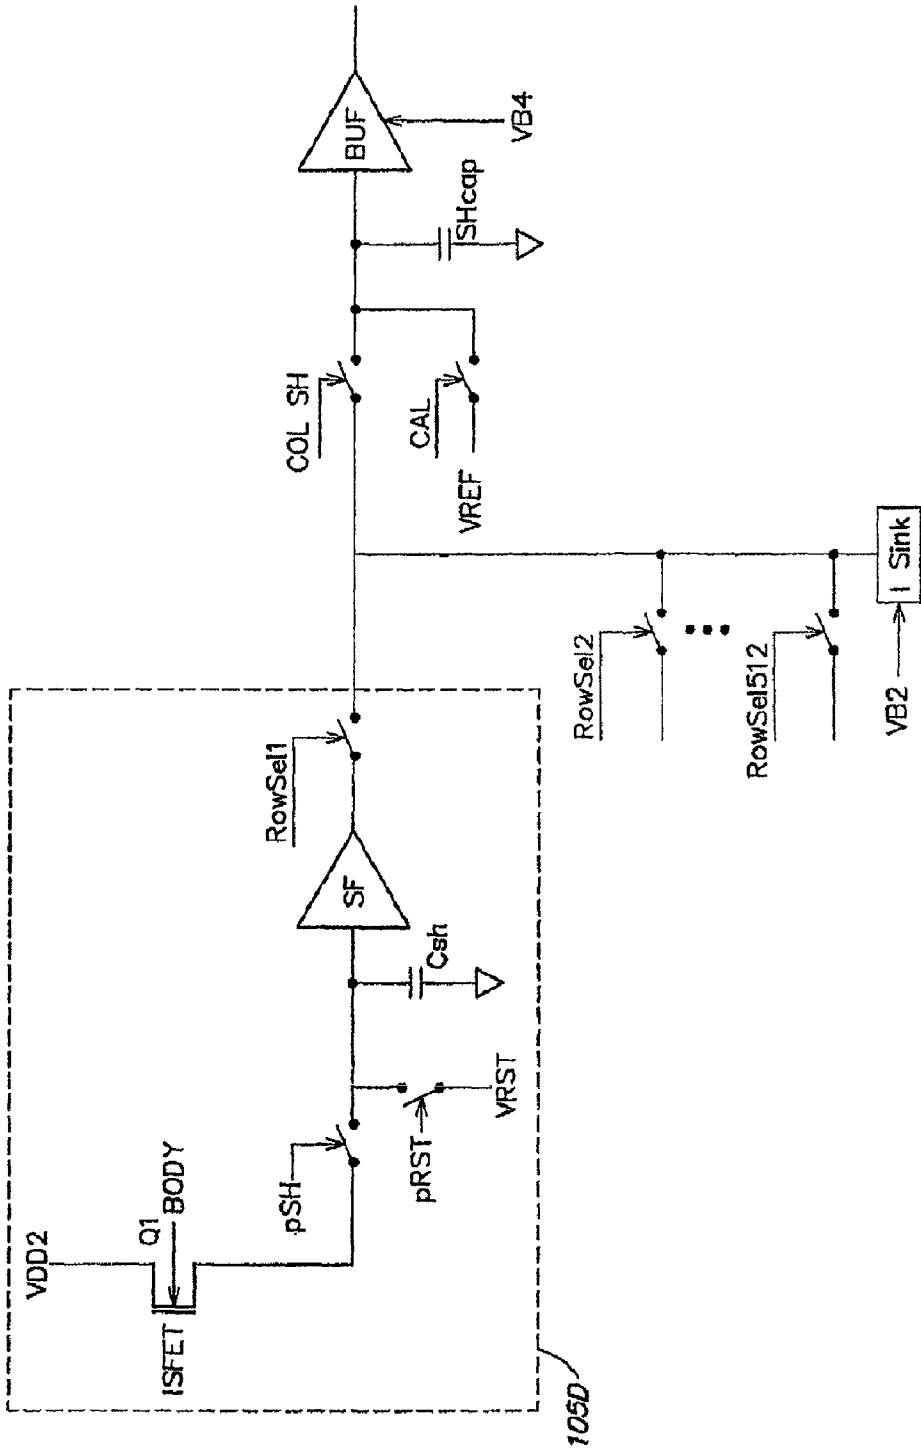 VDD2
Q1
BODY
ISFET
pSH
pRST
VRST
Csh
SF
RowSel1
COL SH
CAL
VREF
SHcap
BUF
VB4
RowSel2
RowSel512
VB2
I Sink
105D